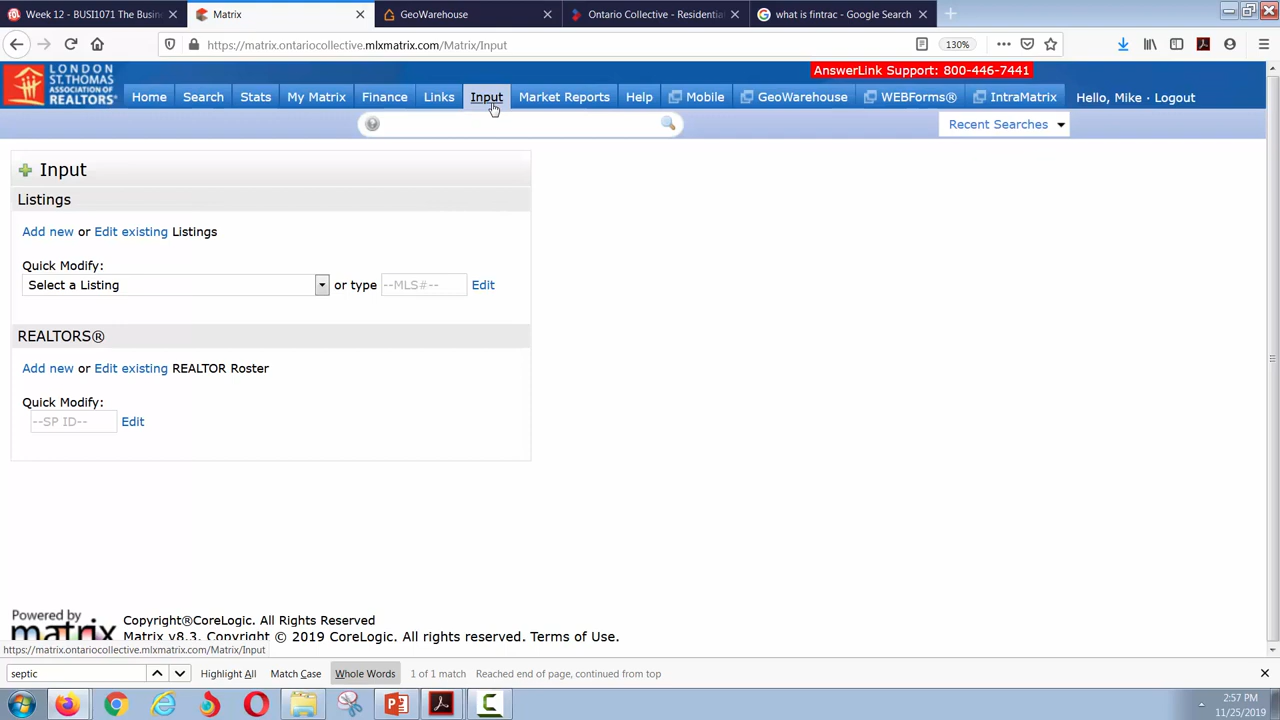 Week 12 - BUSI1071 The Busine
Matrix
GeoWarehouse
Ontario Collective - Residential
what is fintrac - Google Search
https://matrix.ontariocollective.mlxmatrix.com/Matrix/Input
130%
LONDON
ST.THOMAS
ASSOCIATION OF
REALTORS®
AnswerLink Support: 800-446-7441
Home
Search
Stats
My Matrix
Finance
Links
Input
Market Reports
Help
Mobile
GeoWarehouse
WEBForms®
IntraMatrix
Hello, Mike · Logout
Recent Searches
Input
Listings
Add new or Edit existing Listings
Quick Modify:
Select a Listing
or type
--MLS#--
Edit
REALTORS®
Add new or Edit existing REALTOR Roster
Quick Modify:
--SP ID--
Edit
Powered by
matrix
Copyright®CoreLogic. All Rights Reserved
Matrix v8.3. Copyright © 2019 CoreLogic. All rights reserved. Terms of Use.
https://matrix.ontariocollective.mlxmatrix.com/Matrix/Input
septic
Highlight All
Match Case
Whole Words
1 of 1 match
Reached end of page, continued from top
2:57 PM
11/25/2019